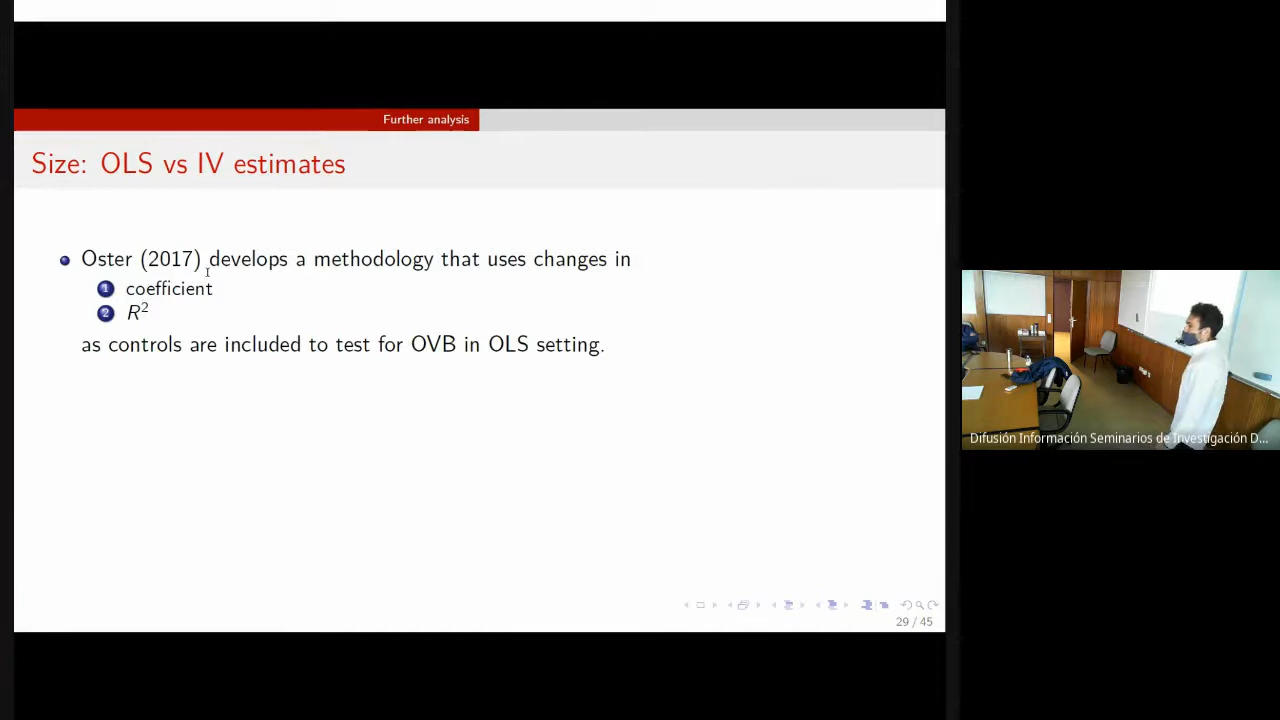 Further analysis
Size: OLS vs IV estimates
Oster (2017) develops a methodology that uses changes in
1 coefficient
2 R²
as controls are included to test for OVB in OLS setting.
29 / 45
Difusión Información Seminarios de Investigación D...